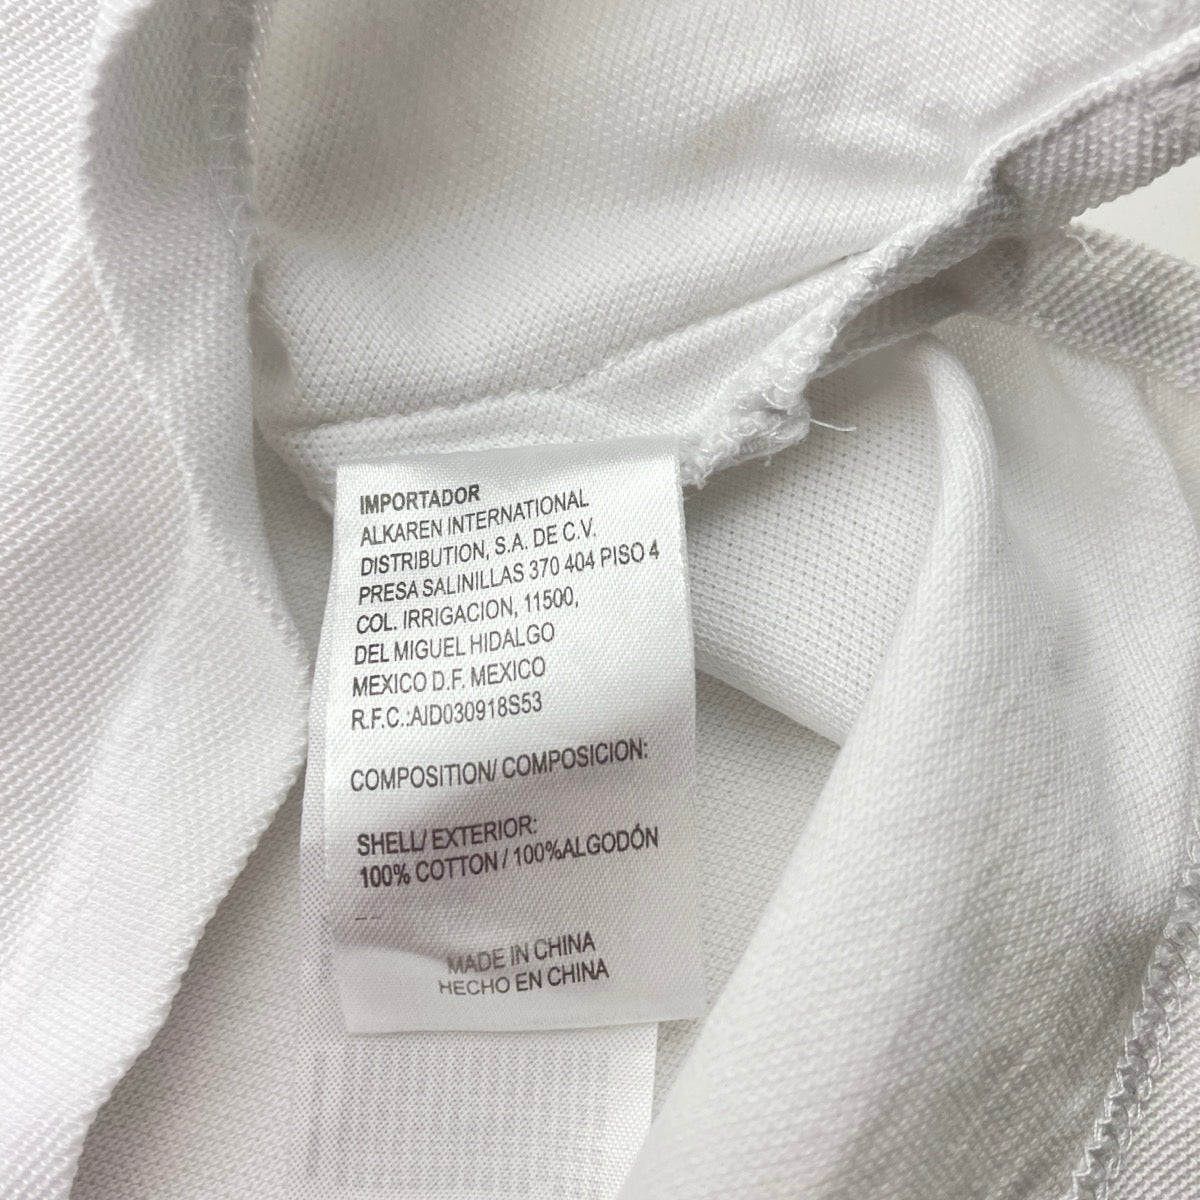 IMPORTADOR
ALKAREN INTERNATIONAL
DISTRIBUTION, S.A. DE C.V.
PRESA SALINILLAS 370 404 PISO 4
COL. IRRIGACION, 11500,
DEL MIGUEL HIDALGO
MEXICO D.F. MEXICO
R.F.C.:AID030918S53
COMPOSITION/ COMPOSICION:
SHELL/ EXTERIOR:
100% COTTON / 100%ALGODÓN
--
MADE IN CHINA
HECHO EN CHINA